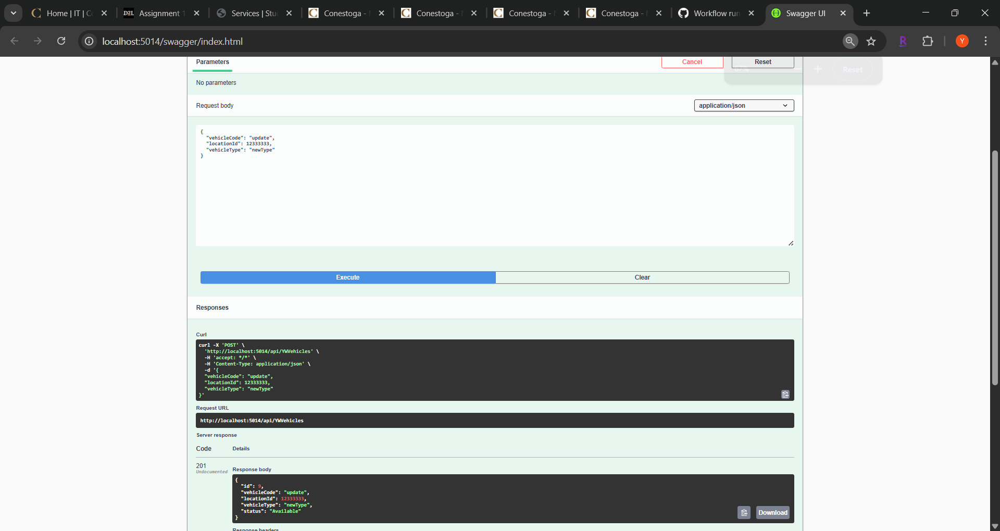 Home | IT | C
Assignment 1
Services | Stu
Conestoga -
Conestoga -
Conestoga -
Conestoga -
Workflow run
Swagger UI
localhost:5014/swagger/index.html
R
Y
Parameters
Cancel
Reset
67%
Reset
No parameters
Request body
application/json
{
"vehicleCode": "update",
"locationId": 12333333,
"vehicleType": "newType"
}
Execute
Clear
Responses
Curl
curl -X 'POST' \
'http://localhost:5014/api/YWVehicles' \
-H 'accept: */*' \
-H 'Content-Type: application/json' \
-d '{
"vehicleCode": "update",
"locationId": 12333333,
"vehicleType": "newType"
}'
Request URL
http://localhost:5014/api/YWVehicles
Server response
Code
Details
201
Undocumented
Response body
{
"id": 9,
"vehicleCode": "update",
"locationId": 12333333,
"vehicleType": "newType",
"status": "Available"
}
Download
Response headers